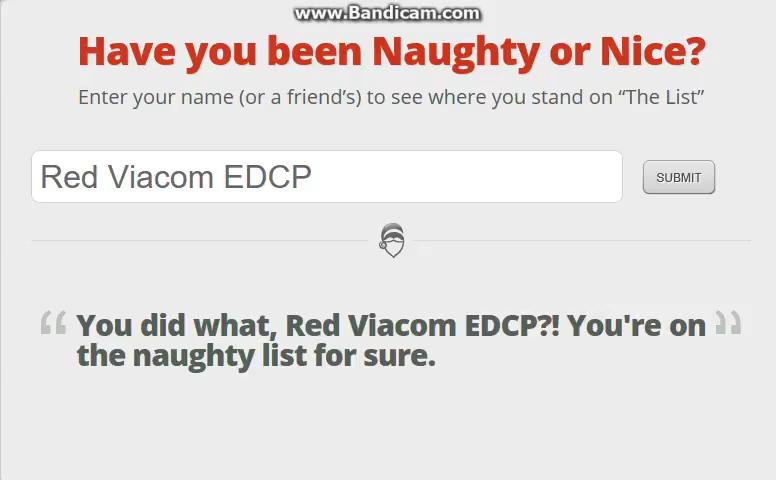 www.Bandicam.com
Have you been Naughty or Nice?
Enter your name (or a friend’s) to see where you stand on “The List”
Red Viacom EDCP
SUBMIT
“ You did what, Red Viacom EDCP?! You're on ”
the naughty list for sure.